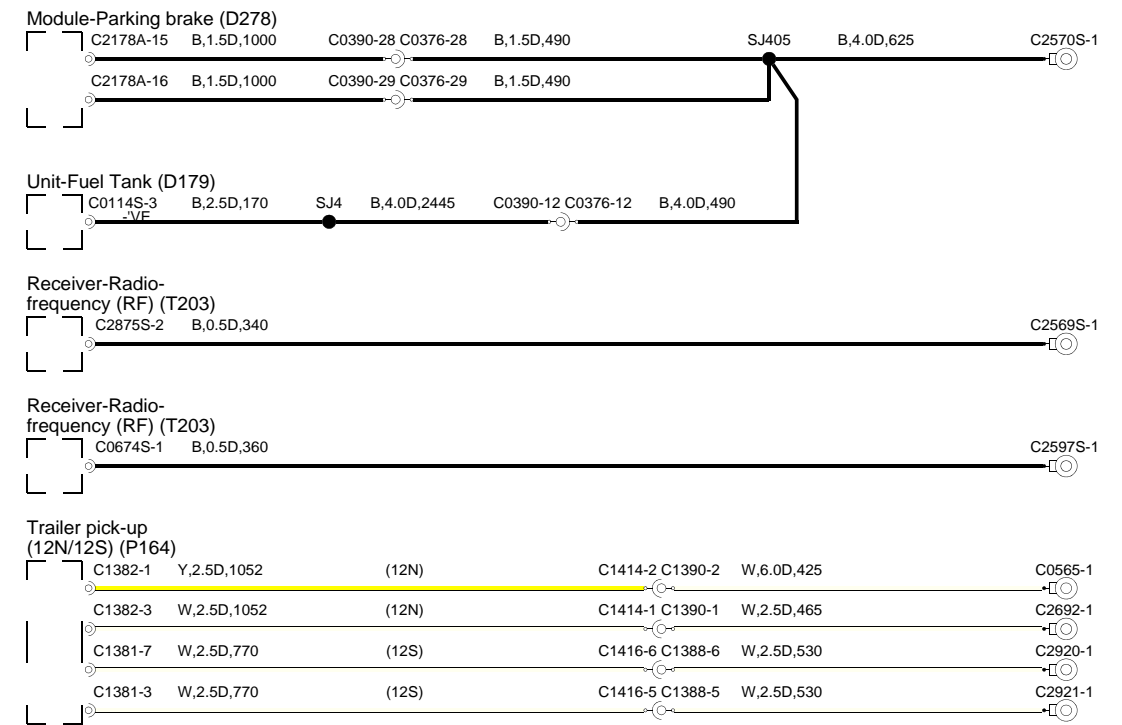 Module-Parking brake (D278)
C2178A-15 B,1.5D,1000 C0390-28 C0376-28 B,1.5D,490 SJ405 B,4.0D,625 C2570S-1
C2178A-16 B,1.5D,1000 C0390-29 C0376-29 B,1.5D,490
Unit-Fuel Tank (D179)
C0114S-3 B,2.5D,170 SJ4 B,4.0D,2445 C0390-12 C0376-12 B,4.0D,490
-'VE
Receiver-Radio-
frequency (RF) (T203)
C2875S-2 B,0.5D,340 C2569S-1
Receiver-Radio-
frequency (RF) (T203)
C0674S-1 B,0.5D,360 C2597S-1
Trailer pick-up
(12N/12S) (P164)
C1382-1 Y,2.5D,1052 (12N) C1414-2 C1390-2 W,6.0D,425 C0565-1
C1382-3 W,2.5D,1052 (12N) C1414-1 C1390-1 W,2.5D,465 C2692-1
C1381-7 W,2.5D,770 (12S) C1416-6 C1388-6 W,2.5D,530 C2920-1
C1381-3 W,2.5D,770 (12S) C1416-5 C1388-5 W,2.5D,530 C2921-1